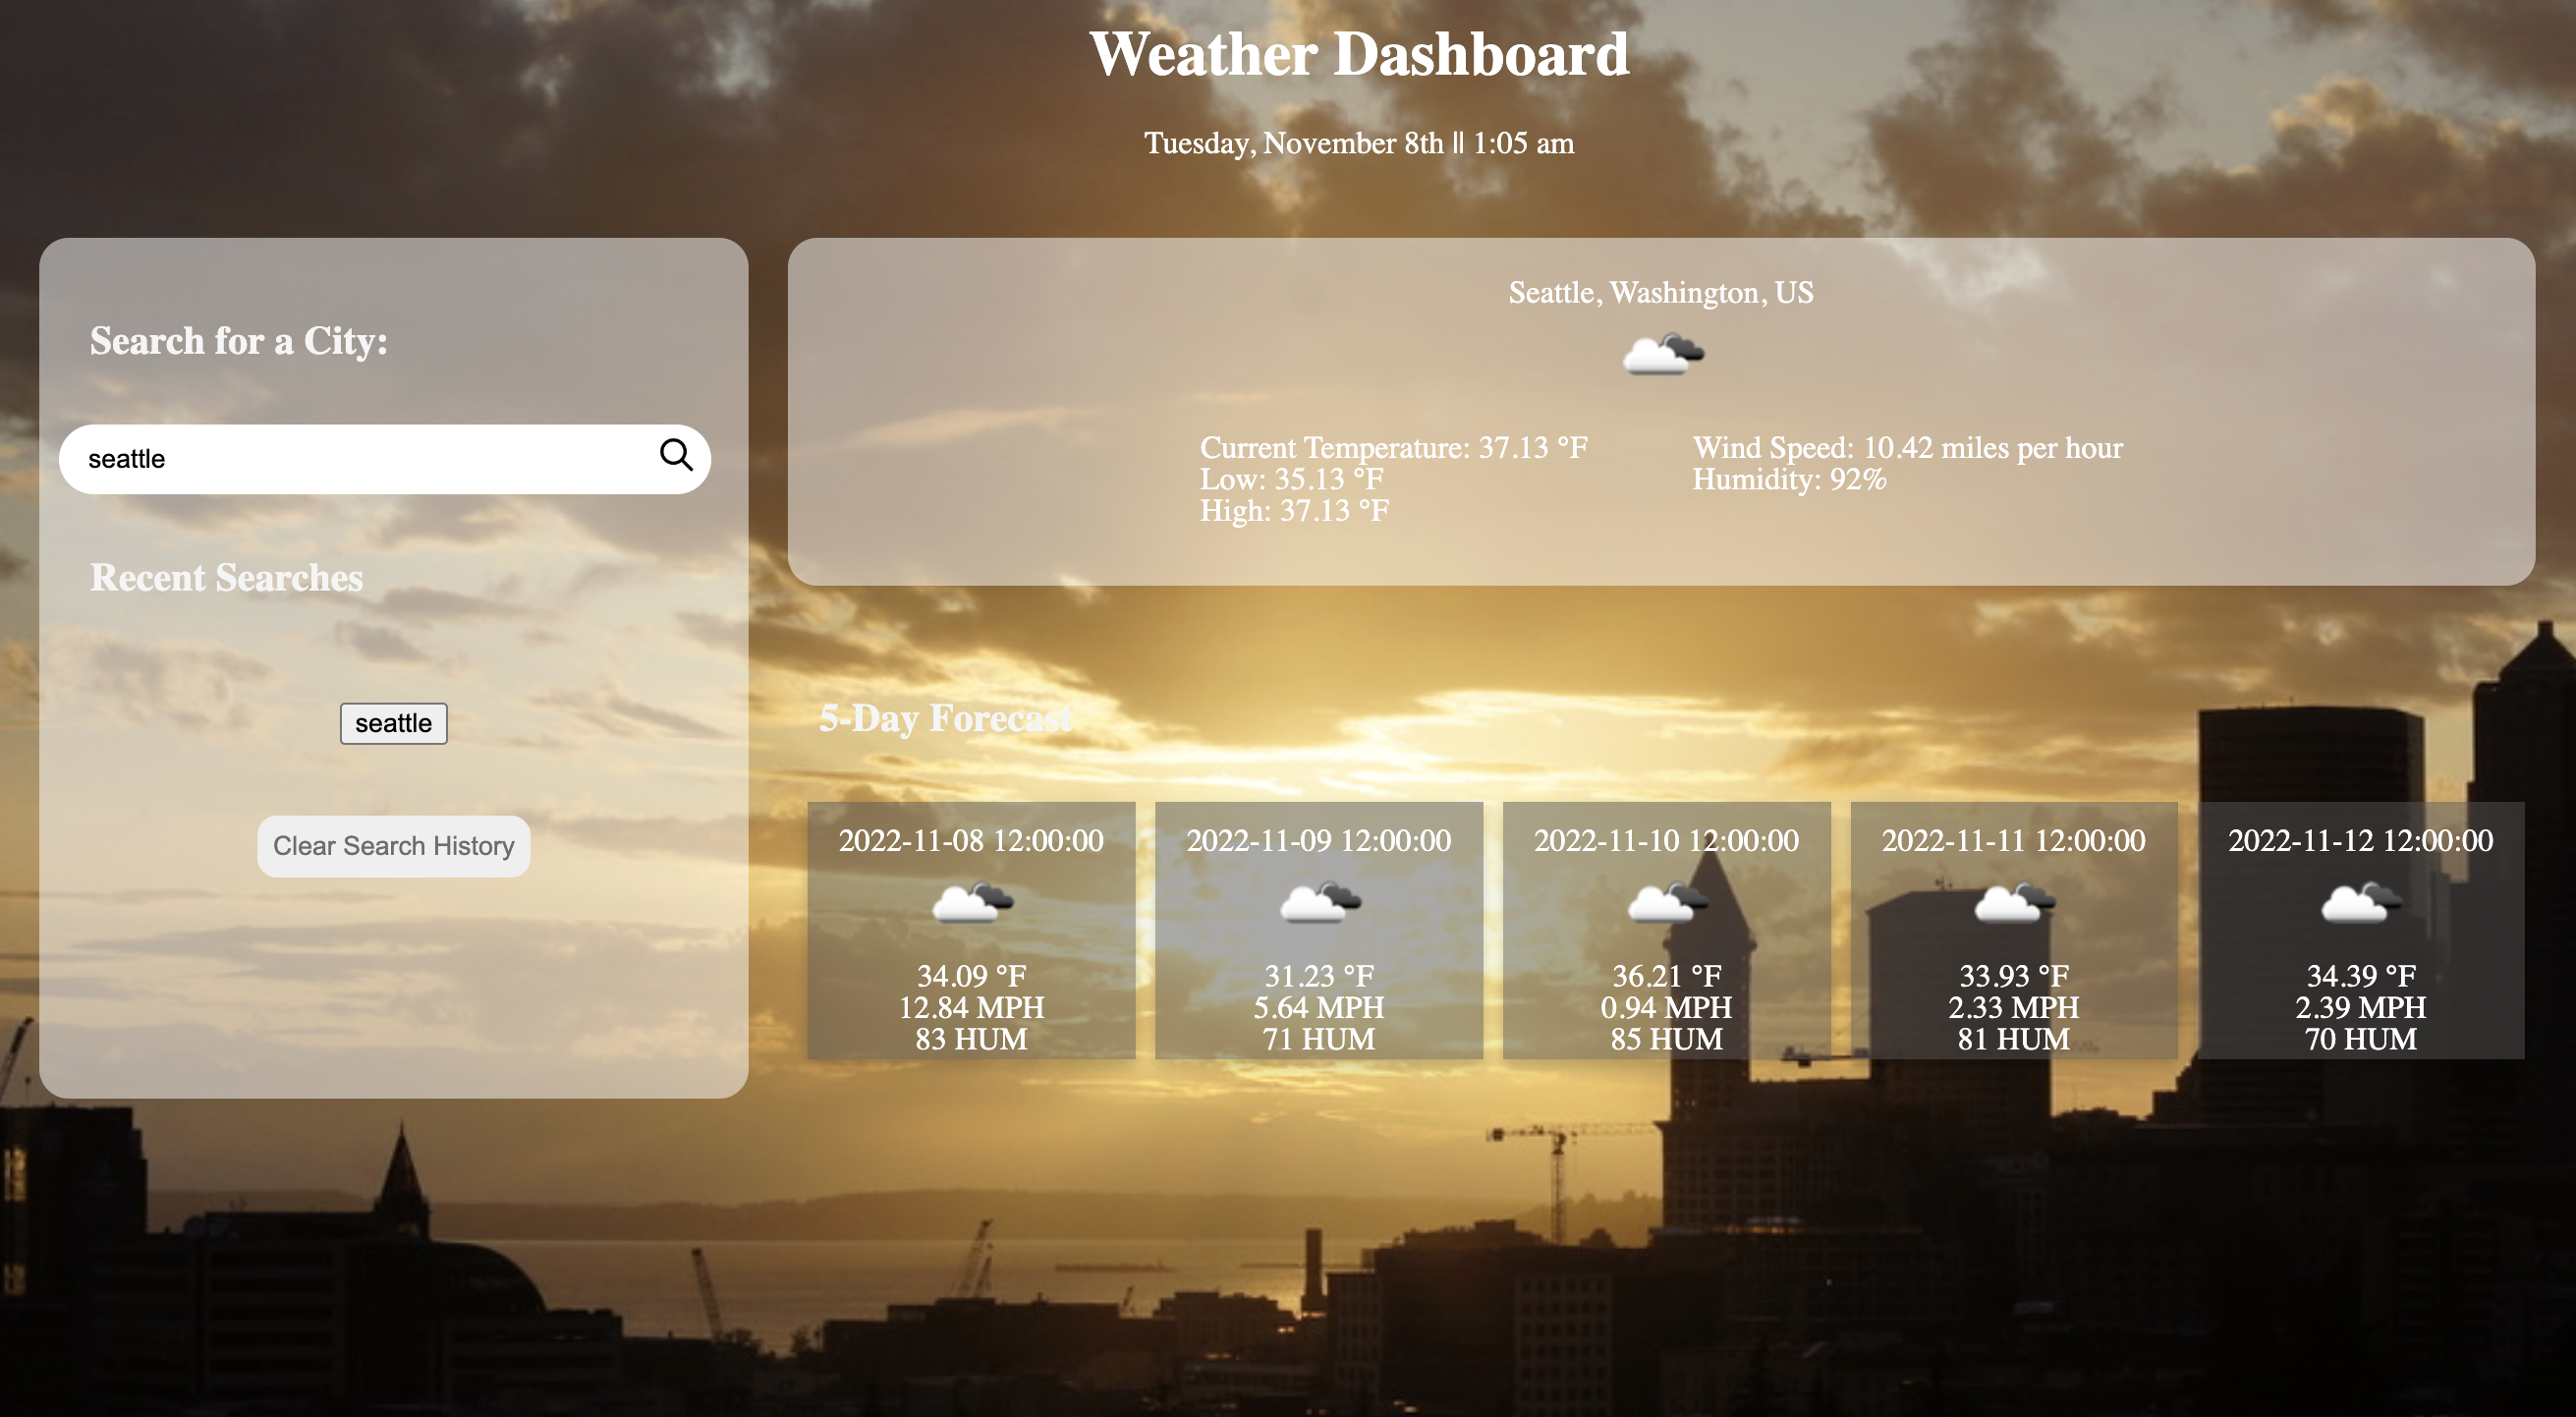 Weather Dashboard
Tuesday, November 8th || 1:05 am
Search for a City:
seattle
Recent Searches
seattle
Clear Search History
Seattle, Washington, US
Current Temperature: 37.13 °F
Low: 35.13 °F
High: 37.13 °F
Wind Speed: 10.42 miles per hour
Humidity: 92%
5-Day Forecast
2022-11-08 12:00:00
34.09 °F
12.84 MPH
83 HUM
2022-11-09 12:00:00
31.23 °F
5.64 MPH
71 HUM
2022-11-10 12:00:00
36.21 °F
0.94 MPH
85 HUM
2022-11-11 12:00:00
33.93 °F
2.33 MPH
81 HUM
2022-11-12 12:00:00
34.39 °F
2.39 MPH
70 HUM